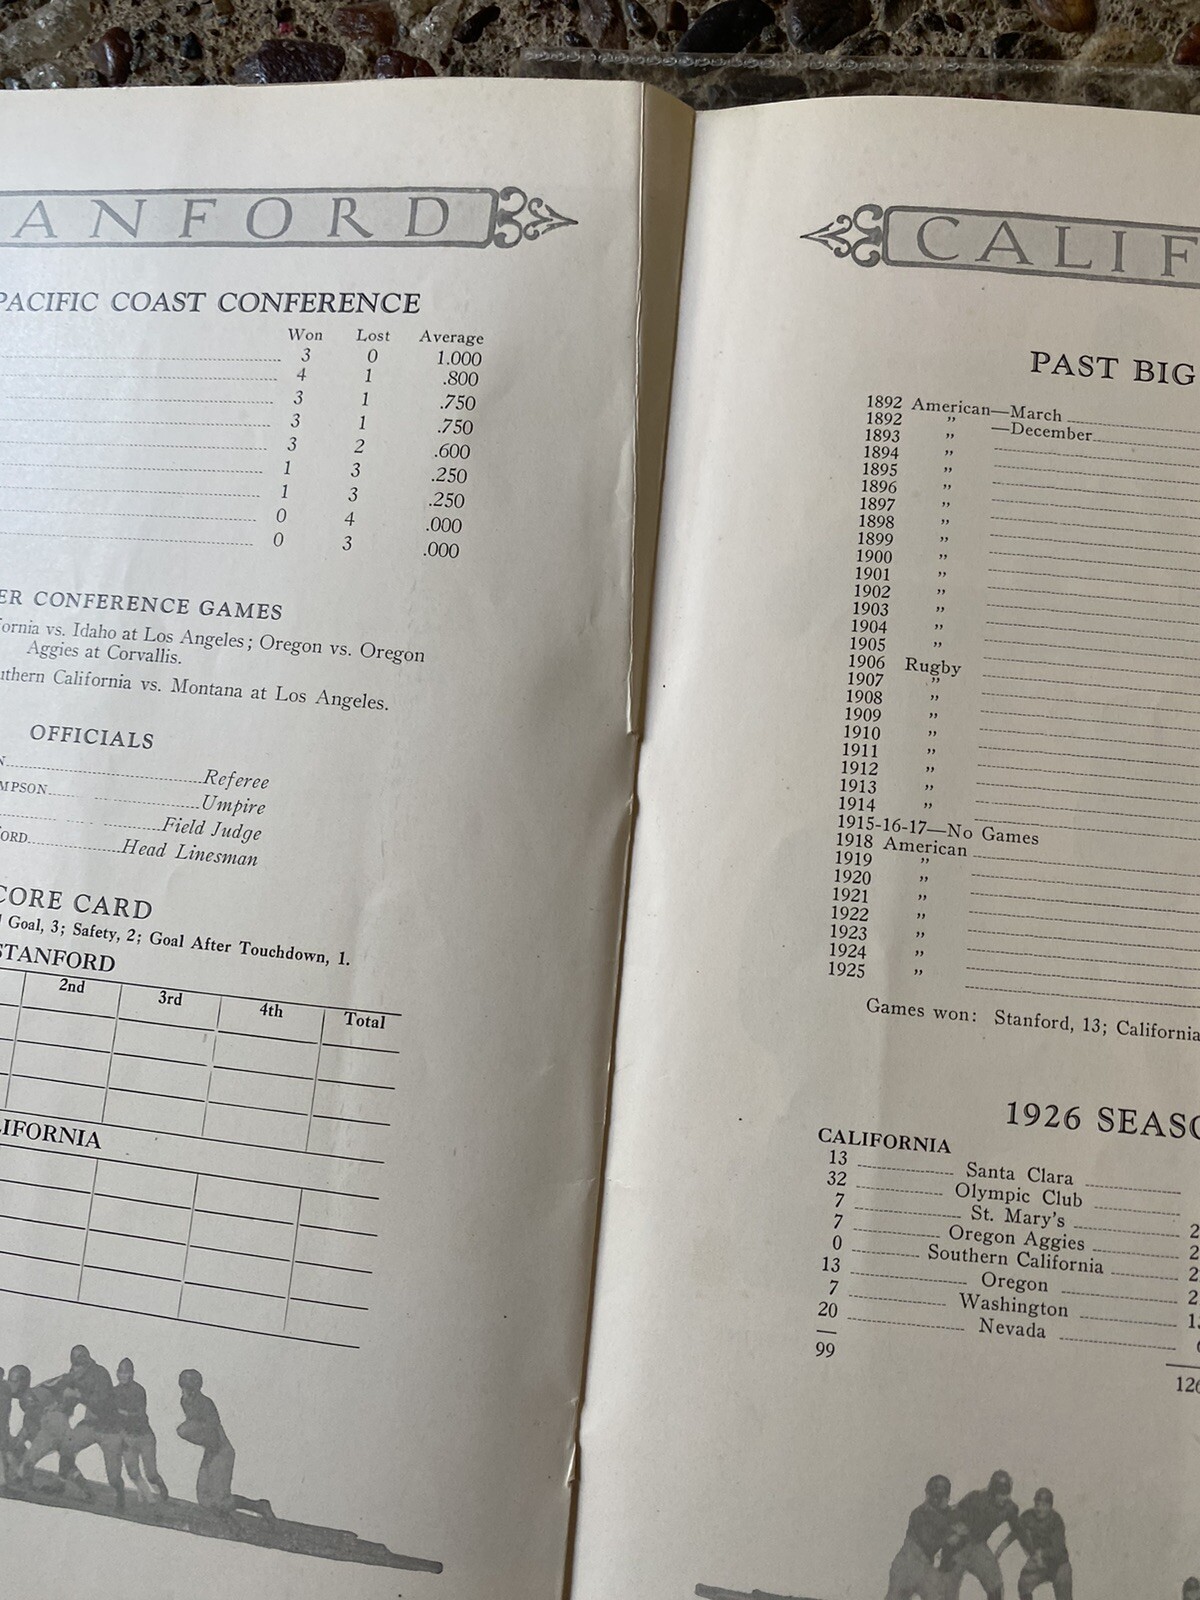 ANFORD
PACIFIC COAST CONFERENCE
Won Lost Average
3 0 1.000
4 1 .800
3 1 .750
3 1 .750
3 2 .600
1 3 .250
1 3 .250
0 4 .000
0 3 .000
ER CONFERENCE GAMES
ornia vs. Idaho at Los Angeles; Oregon vs. Oregon
Aggies at Corvallis.
uthern California vs. Montana at Los Angeles.
OFFICIALS
N Referee
MPSON Umpire
Field Judge
ORD Head Linesman
CORE CARD
Goal, 3; Safety, 2; Goal After Touchdown, 1.
STANFORD
2nd 3rd 4th Total
LIFORNIA
CALIF
PAST BIG
1892 American—March
1892 " —December
1893 "
1894 "
1895 "
1896 "
1897 "
1898 "
1899 "
1900 "
1901 "
1902 "
1903 "
1904 "
1905 "
1906 Rugby
1907 "
1908 "
1909 "
1910 "
1911 "
1912 "
1913 "
1914 "
1915-16-17—No Games
1918 American
1919 "
1920 "
1921 "
1922 "
1923 "
1924 "
1925 "
Games won: Stanford, 13; California
1926 SEASO
CALIFORNIA
13 Santa Clara
32 Olympic Club
7 St. Mary's 2
7 Oregon Aggies 2
0 Southern California 2
13 Oregon 2
7 Washington 1
20 Nevada
99 126